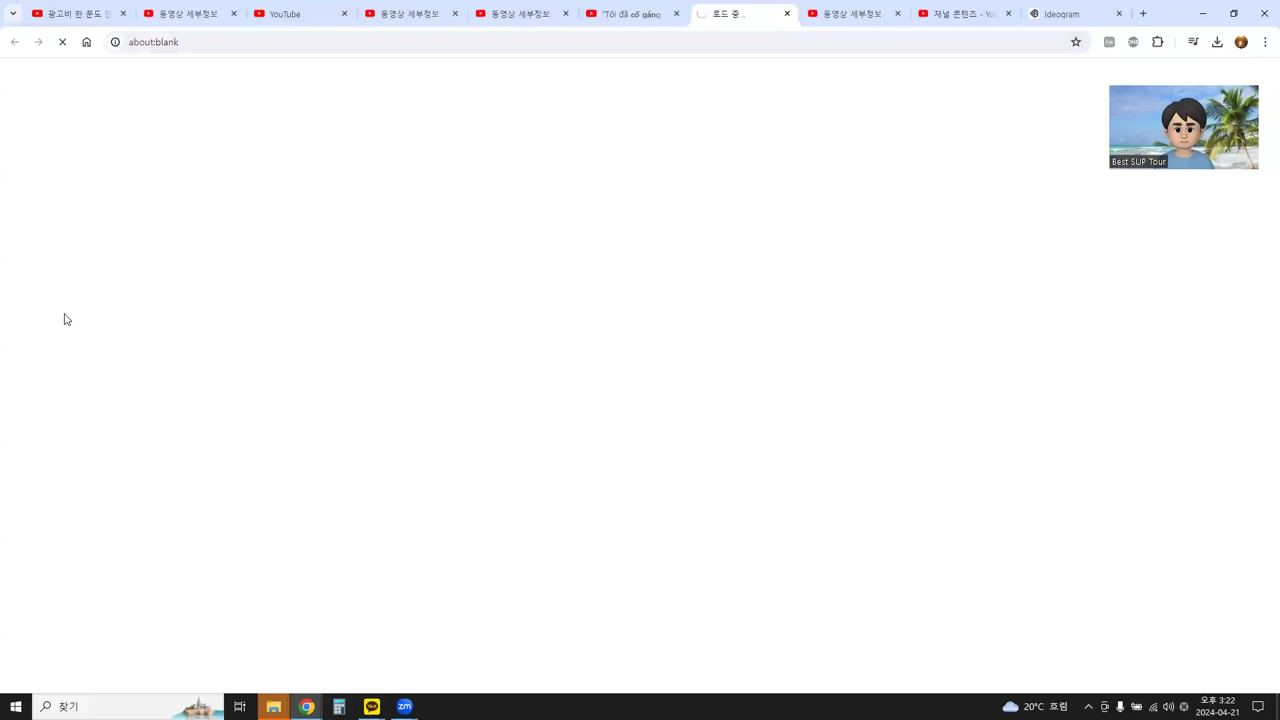 광고비 한 푼도 안
동영상 세부정보
YouTube
동영상 세부정보
동영상 세부정보
"Tôi đã cố gắng
로드 중...
동영상 세부정보
채널 콘텐츠 - Yo
Ideogram
about:blank
Best SUP Tour
찾기
20°C 흐림
오후 3:22
2024-04-21